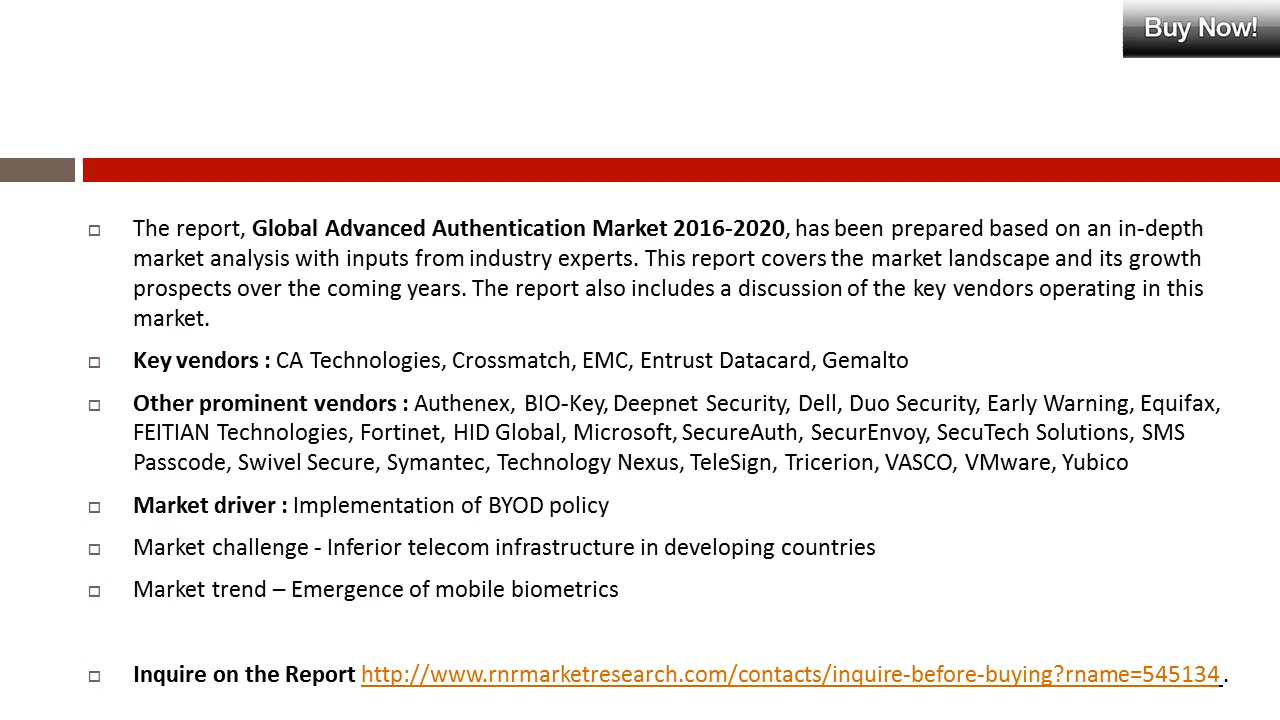 Buy Now!
The report, Global Advanced Authentication Market 2016-2020, has been prepared based on an in-depth
market analysis with inputs from industry experts. This report covers the market landscape and its growth
prospects over the coming years. The report also includes a discussion of the key vendors operating in this
market.
Key vendors : CA Technologies, Crossmatch, EMC, Entrust Datacard, Gemalto
Other prominent vendors : Authenex, BIO-Key, Deepnet Security, Dell, Duo Security, Early Warning, Equifax,
FEITIAN Technologies, Fortinet, HID Global, Microsoft, SecureAuth, SecurEnvoy, SecuTech Solutions, SMS
Passcode, Swivel Secure, Symantec, Technology Nexus, TeleSign, Tricerion, VASCO, VMware, Yubico
Market driver : Implementation of BYOD policy
Market challenge - Inferior telecom infrastructure in developing countries
Market trend – Emergence of mobile biometrics
Inquire on the Report http://www.rnrmarketresearch.com/contacts/inquire-before-buying?rname=545134 .